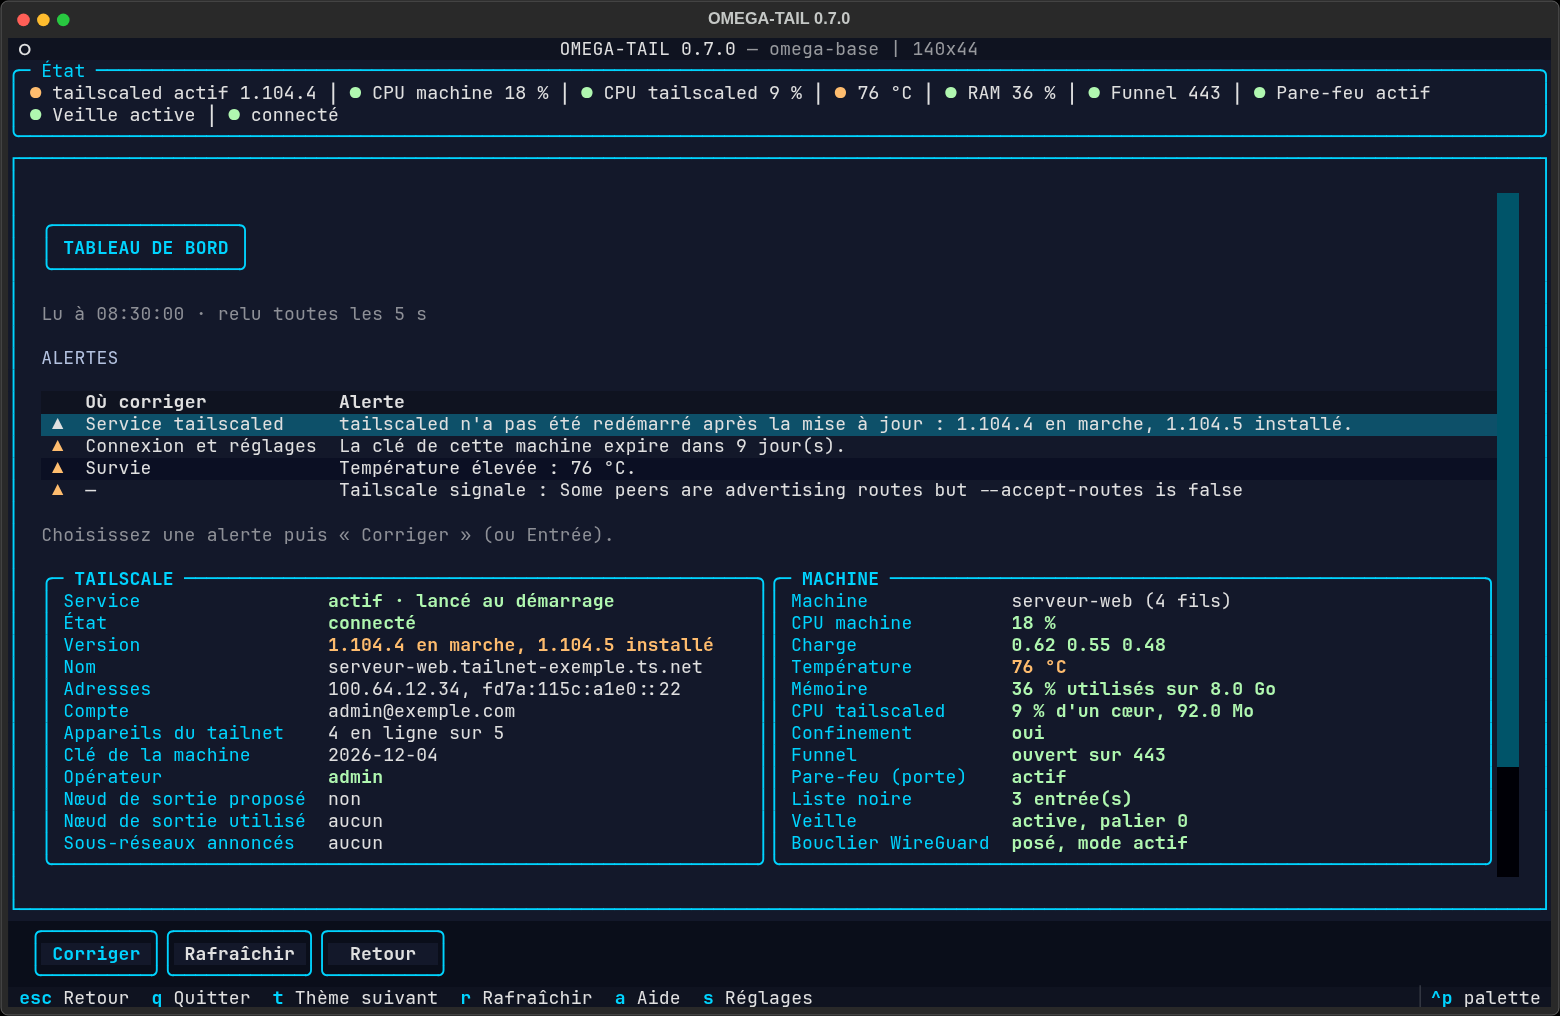 OMEGA-TAIL 0.7.0
OMEGA-TAIL 0.7.0 — omega-base | 140x44
État
● tailscaled actif 1.104.4 │ ● CPU machine 18 % │ ● CPU tailscaled 9 % │ ● 76 °C │ ● RAM 36 % │ ● Funnel 443 │ ● Pare-feu actif
● Veille active │ ● connecté
TABLEAU DE BORD
Lu à 08:30:00 · relu toutes les 5 s
ALERTES
Où corriger Alerte
▲ Service tailscaled tailscaled n'a pas été redémarré après la mise à jour : 1.104.4 en marche, 1.104.5 installé.
▲ Connexion et réglages La clé de cette machine expire dans 9 jour(s).
▲ Survie Température élevée : 76 °C.
▲ — Tailscale signale : Some peers are advertising routes but --accept-routes is false
Choisissez une alerte puis « Corriger » (ou Entrée).
TAILSCALE
Service actif · lancé au démarrage
État connecté
Version 1.104.4 en marche, 1.104.5 installé
Nom serveur-web.tailnet-exemple.ts.net
Adresses 100.64.12.34, fd7a:115c:a1e0::22
Compte admin@exemple.com
Appareils du tailnet 4 en ligne sur 5
Clé de la machine 2026-12-04
Opérateur admin
Nœud de sortie proposé non
Nœud de sortie utilisé aucun
Sous-réseaux annoncés aucun
MACHINE
Machine serveur-web (4 fils)
CPU machine 18 %
Charge 0.62 0.55 0.48
Température 76 °C
Mémoire 36 % utilisés sur 8.0 Go
CPU tailscaled 9 % d'un cœur, 92.0 Mo
Confinement oui
Funnel ouvert sur 443
Pare-feu (porte) actif
Liste noire 3 entrée(s)
Veille active, palier 0
Bouclier WireGuard posé, mode actif
Corriger Rafraîchir Retour
esc Retour q Quitter t Thème suivant r Rafraîchir a Aide s Réglages ^p palette